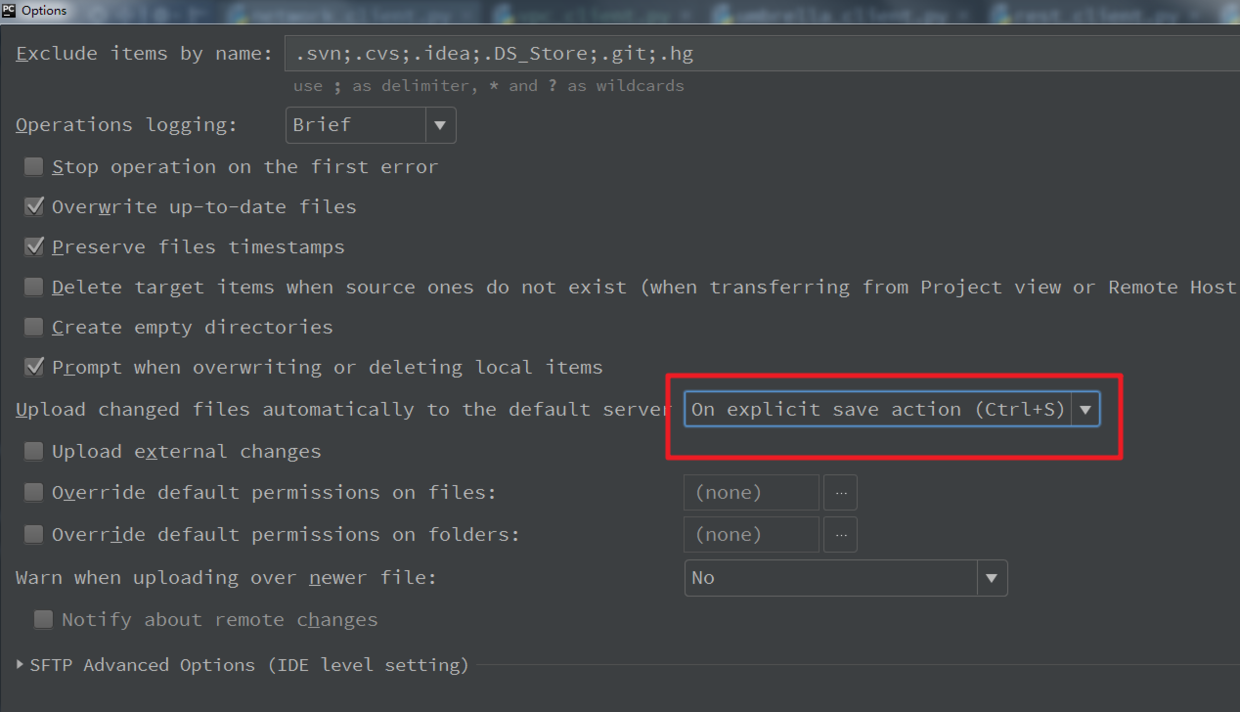 PC Options
Exclude items by name: .svn;.cvs;.idea;.DS_Store;.git;.hg
use ; as delimiter, * and ? as wildcards
Operations logging: Brief
Stop operation on the first error
Overwrite up-to-date files
Preserve files timestamps
Delete target items when source ones do not exist (when transferring from Project view or Remote Host
Create empty directories
Prompt when overwriting or deleting local items
Upload changed files automatically to the default server On explicit save action (Ctrl+S)
Upload external changes
Override default permissions on files: (none) ...
Override default permissions on folders: (none) ...
Warn when uploading over newer file: No
Notify about remote changes
SFTP Advanced Options (IDE level setting)